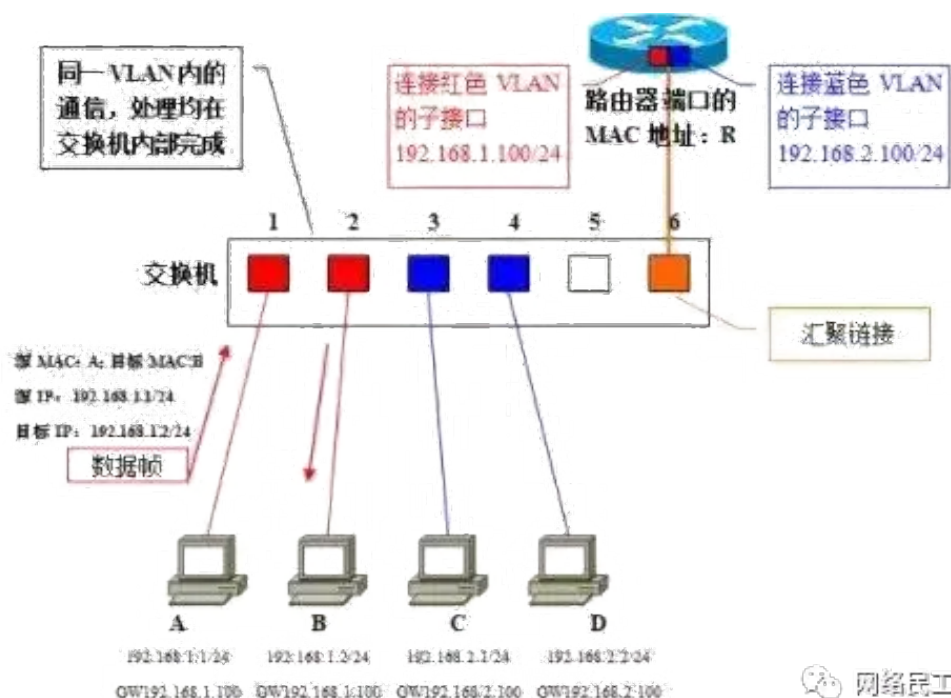 同一 VLAN 内的
通信，处理均在
交换机内部完成
连接红色 VLAN
的子接口
192.168.1.100/24
路由器端口的
MAC 地址：R
连接蓝色 VLAN
的子接口
192.168.2.100/24
1 2 3 4 5 6
交换机
汇聚链接
源 MAC：A；目标 MAC:B
源 IP：192.168.1.1/24
目标 IP：192.168.1.2/24
数据帧
A B C D
192.168.1.1/24 192.168.1.2/24 192.168.2.1/24 192.168.2.2/24
GW192.168.1.100 GW192.168.1.100 GW192.168.2.100 GW192.168.2.100
网络民工